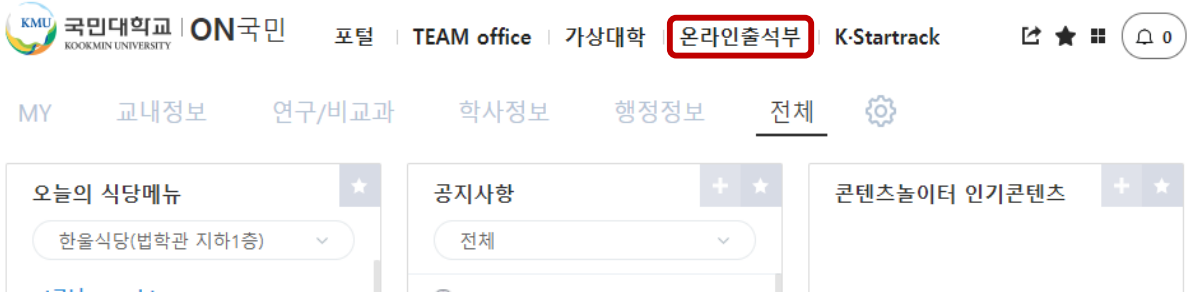 KMU 국민대학교 ON국민 포털 TEAM office 가상대학 온라인출석부 K·Startrack 0
KOOKMIN UNIVERSITY
MY 교내정보 연구/비교과 학사정보 행정정보 전체
오늘의 식당메뉴 공지사항 콘텐츠놀이터 인기콘텐츠
한울식당(법학관 지하1층) 전체